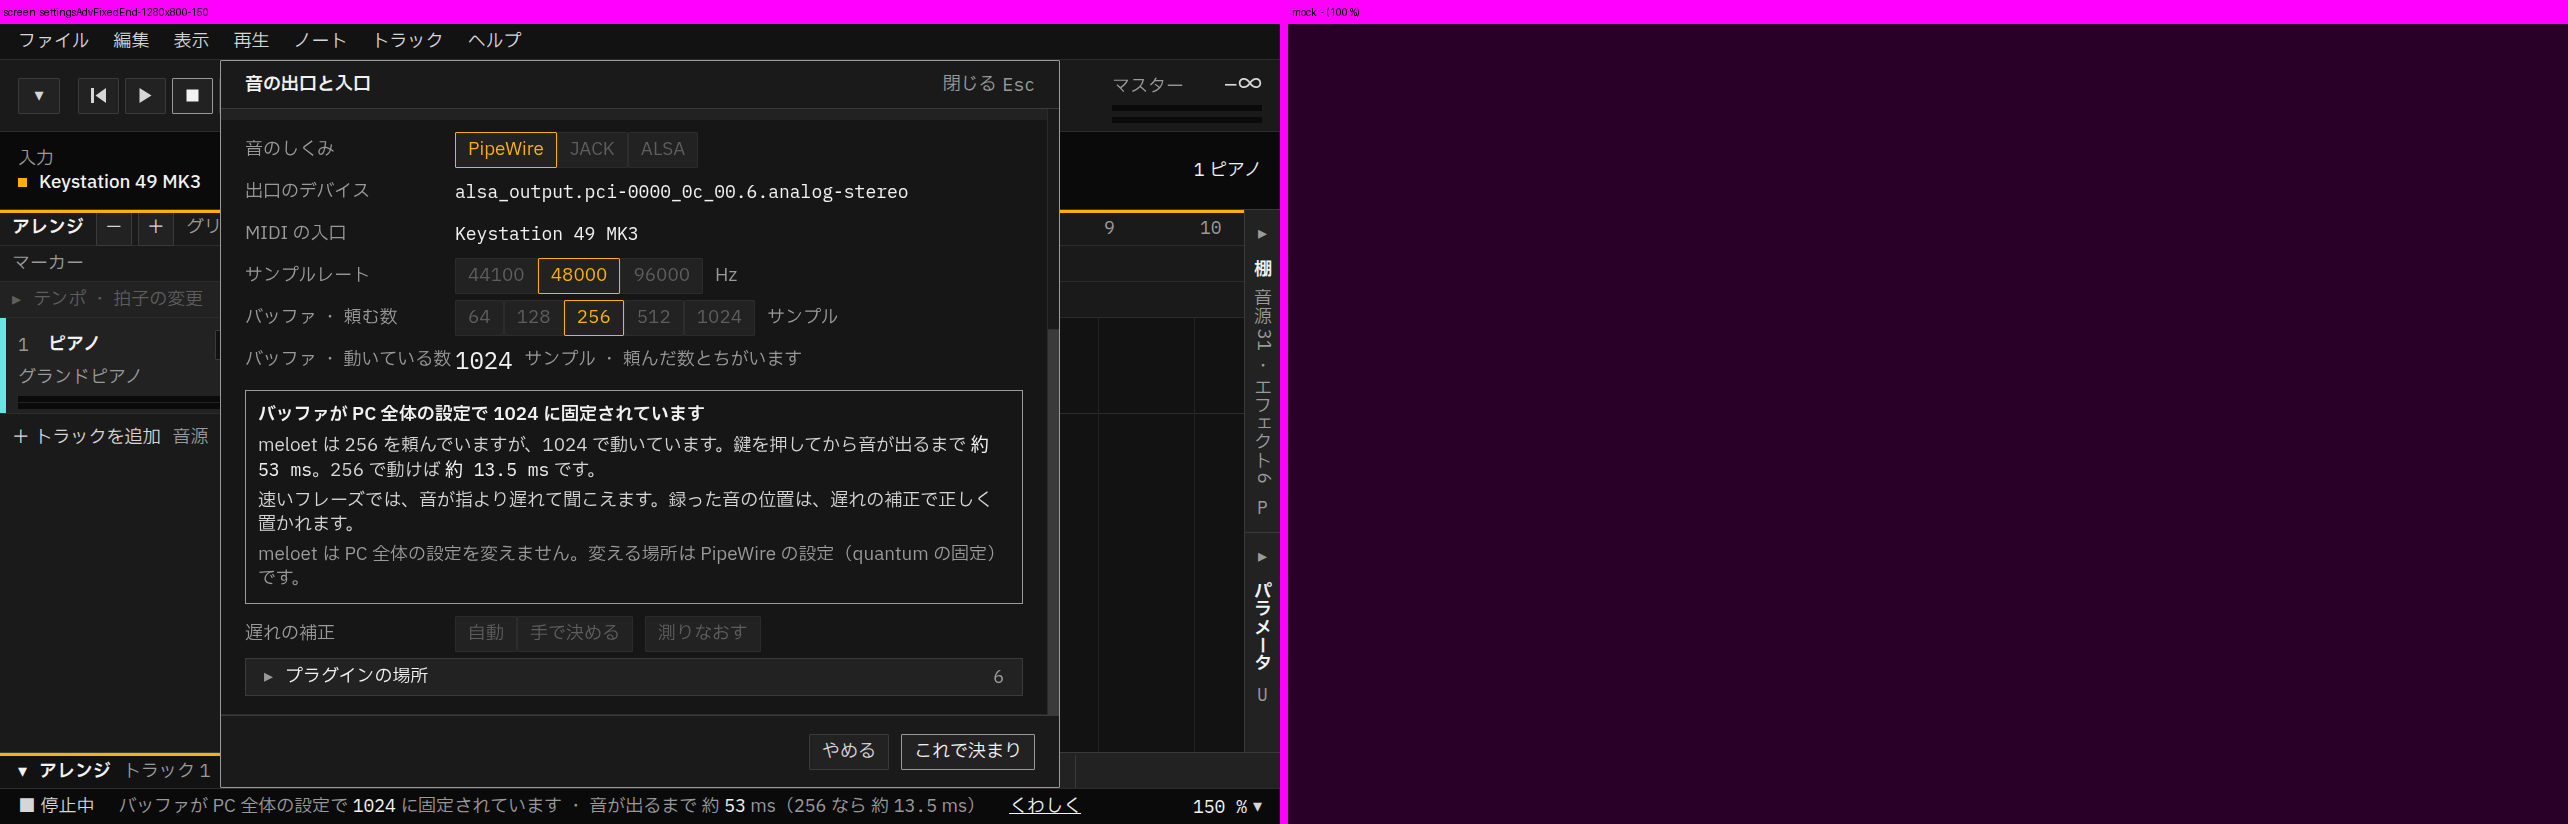 screen settingsAdvFixedEnd-1280x800-150
mock - (100%)
ファイル 編集 表示 再生 ノート トラック ヘルプ
音の出口と入口 閉じる Esc
マスター −∞
入力
Keystation 49 MK3
1 ピアノ
アレンジ − + グリ
9 10
マーカー
テンポ ・ 拍子の変更
1 ピアノ
グランドピアノ
+ トラックを追加 音源
音のしくみ PipeWire JACK ALSA
出口のデバイス alsa_output.pci-0000_0c_00.6.analog-stereo
MIDI の入口 Keystation 49 MK3
サンプルレート 44100 48000 96000 Hz
バッファ ・ 頼む数 64 128 256 512 1024 サンプル
バッファ ・ 動いている数 1024 サンプル ・ 頼んだ数とちがいます
バッファが PC 全体の設定で 1024 に固定されています
meloet は 256 を頼んでいますが、1024 で動いています。鍵を押してから音が出るまで 約
53 ms。256 で動けば 約 13.5 ms です。
速いフレーズでは、音が指より遅れて聞こえます。録った音の位置は、遅れの補正で正しく
置かれます。
meloet は PC 全体の設定を変えません。変える場所は PipeWire の設定（quantum の固定）
です。
遅れの補正 自動 手で決める 測りなおす
▶ プラグインの場所 6
やめる これで決まり
棚 音源 31 ・ エフェクト 6 P
パラメータ U
▼ アレンジ トラック 1
■ 停止中 バッファが PC 全体の設定で 1024 に固定されています ・ 音が出るまで 約 53 ms（256 なら 約 13.5 ms） くわしく 150 % ▼